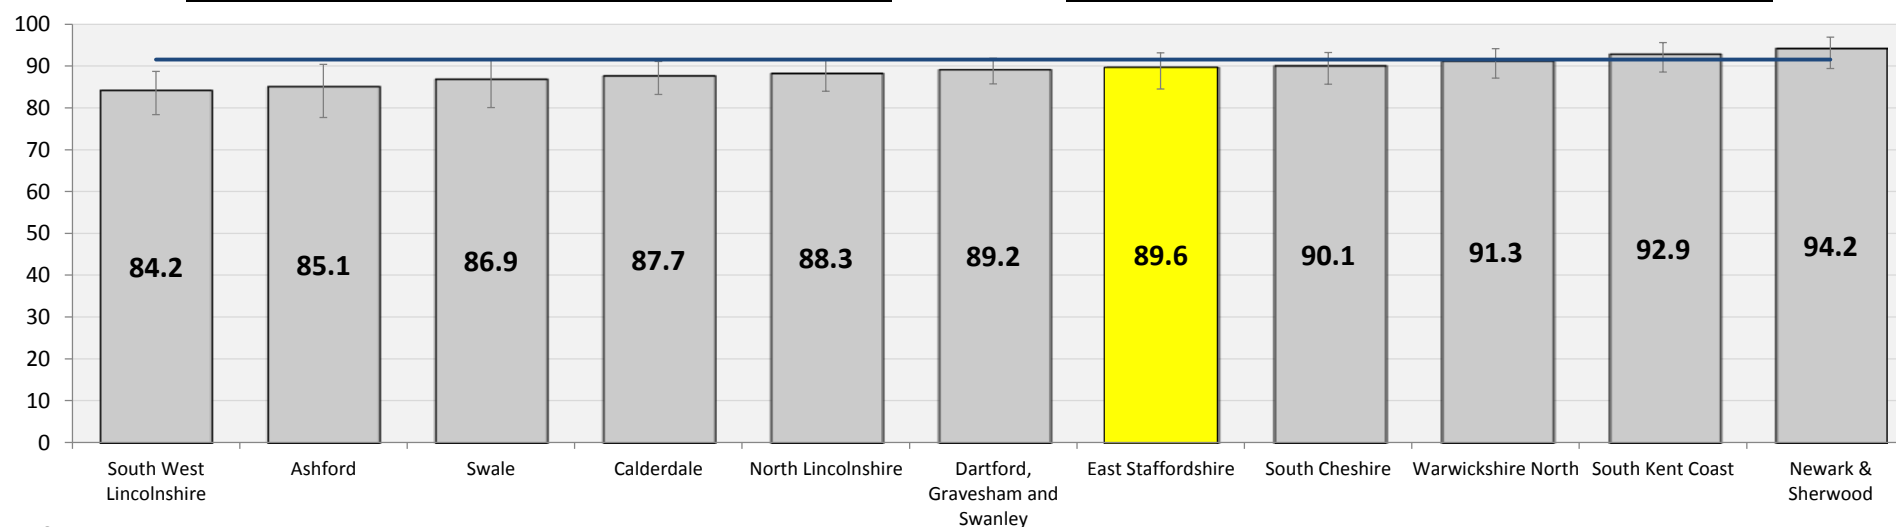 100
90
80
70
60
50
40
30
20
10
0
84.2
85.1
86.9
87.7
88.3
89.2
89.6
90.1
91.3
92.9
94.2
South West
Lincolnshire
Ashford
Swale
Calderdale
North Lincolnshire
Dartford,
Gravesham and
Swanley
East Staffordshire
South Cheshire
Warwickshire North
South Kent Coast
Newark &
Sherwood